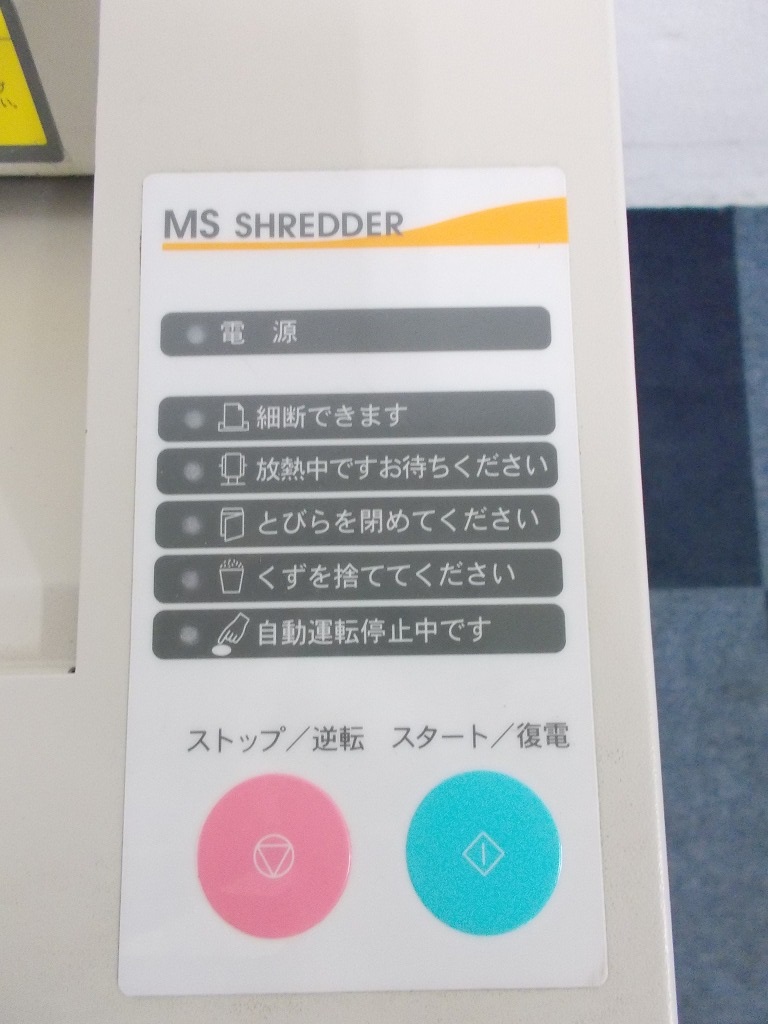 MS SHREDDER
電 源
細断できます
放熱中ですお待ちください
とびらを閉めてください
くずを捨ててください
自動運転停止中です
ストップ／逆転 スタート／復電